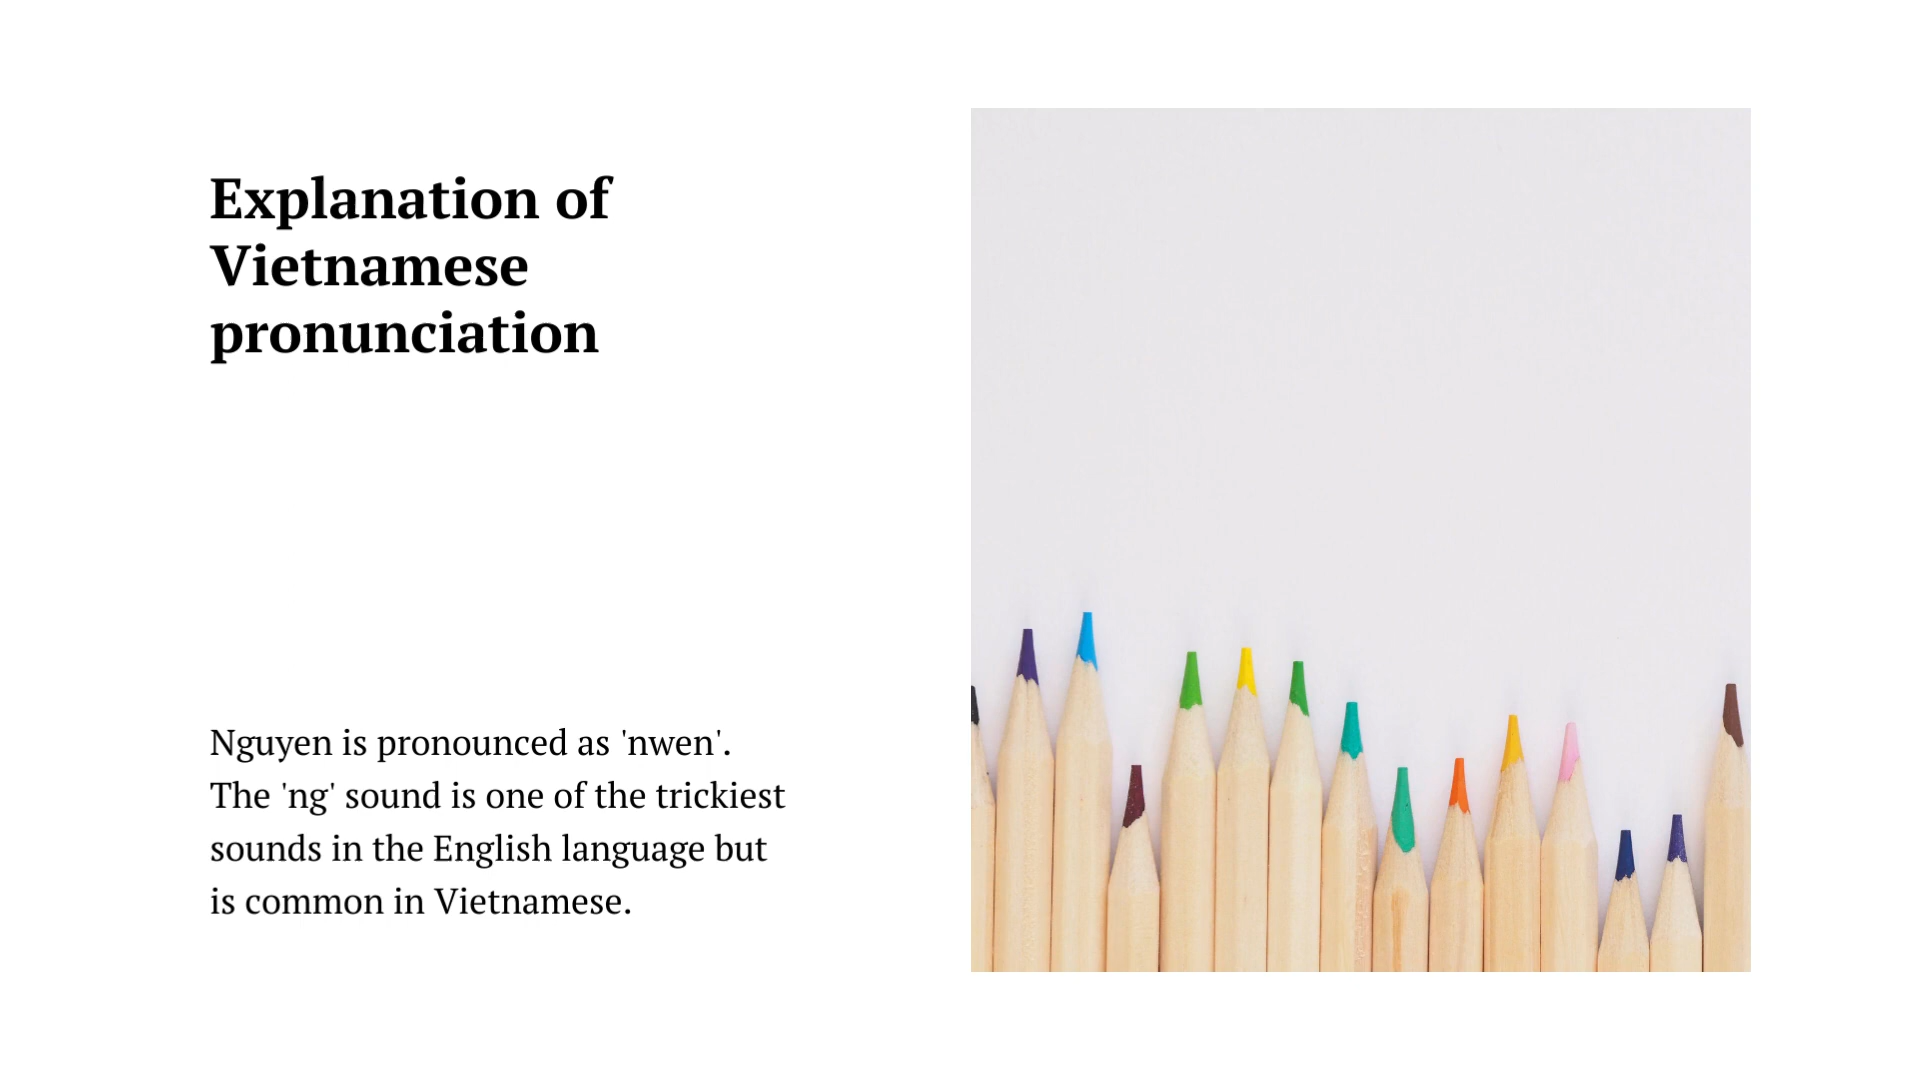 Explanation of
Vietnamese
pronunciation
Nguyen is pronounced as 'nwen'.
The 'ng' sound is one of the trickiest
sounds in the English language but
is common in Vietnamese.